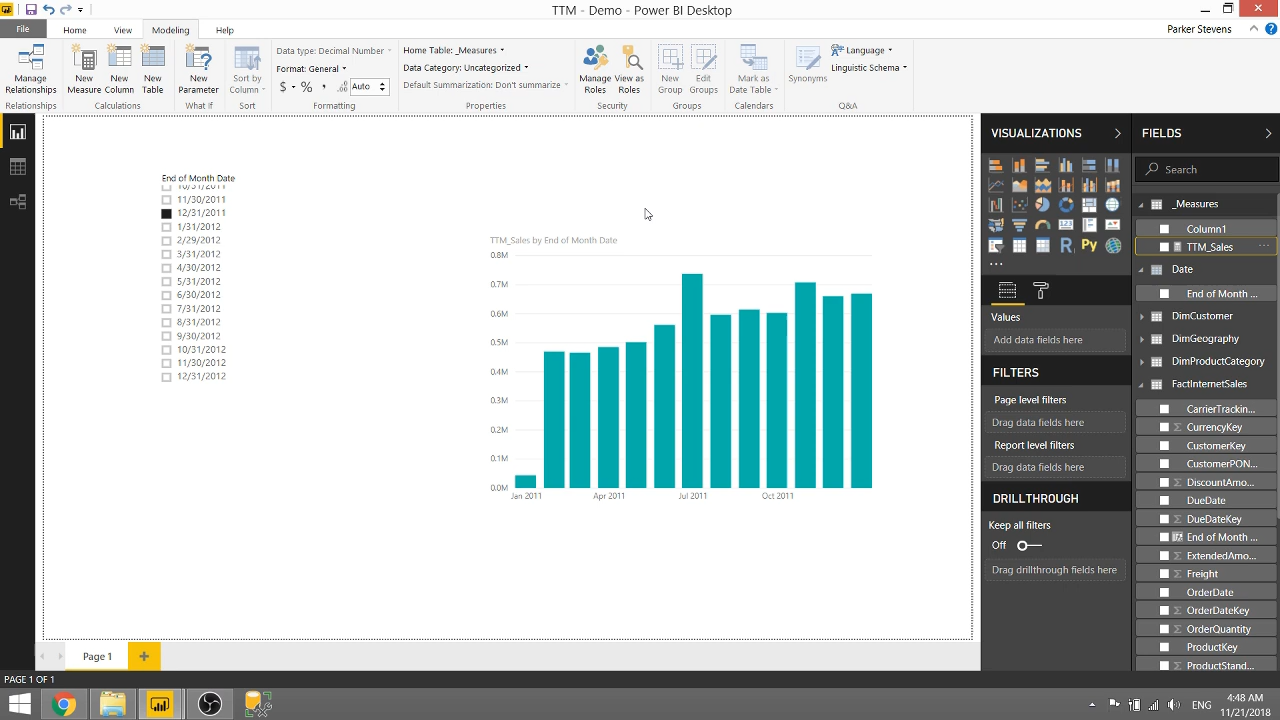 TTM - Demo - Power BI Desktop
File Home View Modeling Help Parker Stevens
Manage Relationships
New Measure
New Column
New Table
New Parameter
Sort by Column
Data type: Decimal Number
Format: General
$ % , .00 Auto
Home Table: _Measures
Data Category: Uncategorized
Default Summarization: Don't summarize
Manage Roles
View as Roles
New Group
Edit Groups
Mark as Date Table
Synonyms
Language
Linguistic Schema
Relationships Calculations What If Sort Formatting Properties Security Groups Calendars Q&A
End of Month Date
10/31/2011
11/30/2011
12/31/2011
1/31/2012
2/29/2012
3/31/2012
4/30/2012
5/31/2012
6/30/2012
7/31/2012
8/31/2012
9/30/2012
10/31/2012
11/30/2012
12/31/2012
TTM_Sales by End of Month Date
0.8M
0.7M
0.6M
0.5M
0.4M
0.3M
0.2M
0.1M
0.0M
Jan 2011 Apr 2011 Jul 2011 Oct 2011
VISUALIZATIONS
R Py
...
Values
Add data fields here
FILTERS
Page level filters
Drag data fields here
Report level filters
Drag data fields here
DRILLTHROUGH
Keep all filters
Off
Drag drillthrough fields here
FIELDS
Search
_Measures
Column1
TTM_Sales ...
Date
End of Month ...
DimCustomer
DimGeography
DimProductCategory
FactInternetSales
CarrierTrackin...
CurrencyKey
CustomerKey
CustomerPON...
DiscountAmo...
DueDate
DueDateKey
End of Month ...
ExtendedAmo...
Freight
OrderDate
OrderDateKey
OrderQuantity
ProductKey
ProductStand...
Page 1
PAGE 1 OF 1
ENG
4:48 AM
11/21/2018